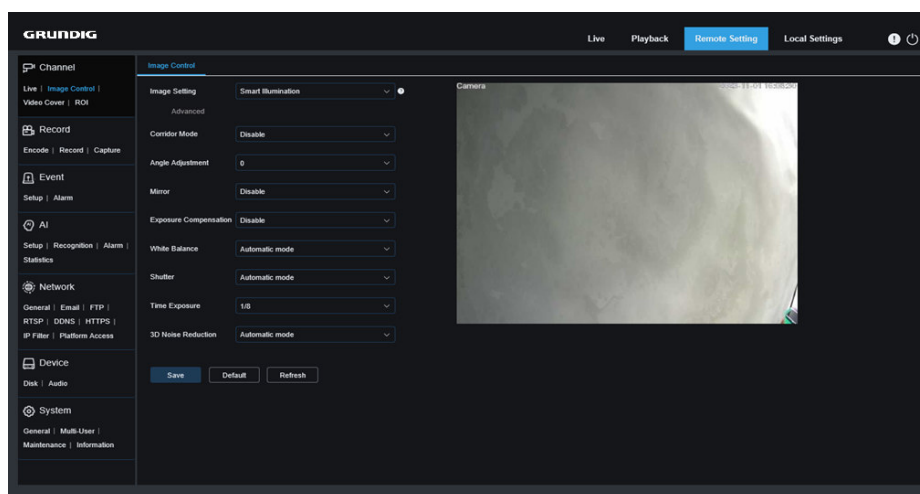 GRUNDIG
Live Playback Remote Setting Local Settings
Channel
Live | Image Control |
Video Cover | ROI
Record
Encode | Record | Capture
Event
Setup | Alarm
AI
Setup | Recognition | Alarm |
Statistics
Network
General | Email | FTP |
RTSP | DDNS | HTTPS |
IP Filter | Platform Access
Device
Disk | Audio
System
General | Multi-User |
Maintenance | Information
Image Control
Image Setting Smart Illumination
Advanced
Corridor Mode Disable
Angle Adjustment 0
Mirror Disable
Exposure Compensation Disable
White Balance Automatic mode
Shutter Automatic mode
Time Exposure 1/8
3D Noise Reduction Automatic mode
Save Default Refresh
Camera